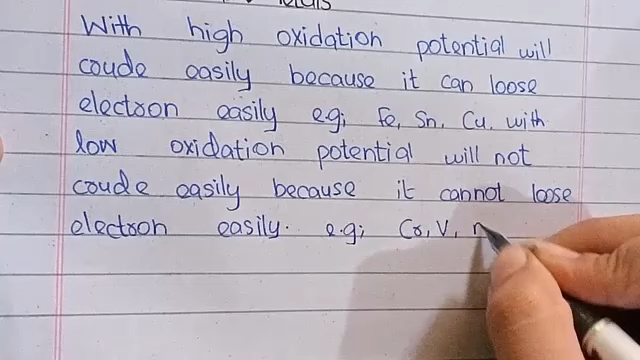 With high oxidation potential will
coude easily because it can loose
electron easily e.g; Fe, Sn, Cu. with
low oxidation potential will not
coude easily because it cannot loose
electron easily. e.g; Cr, V,